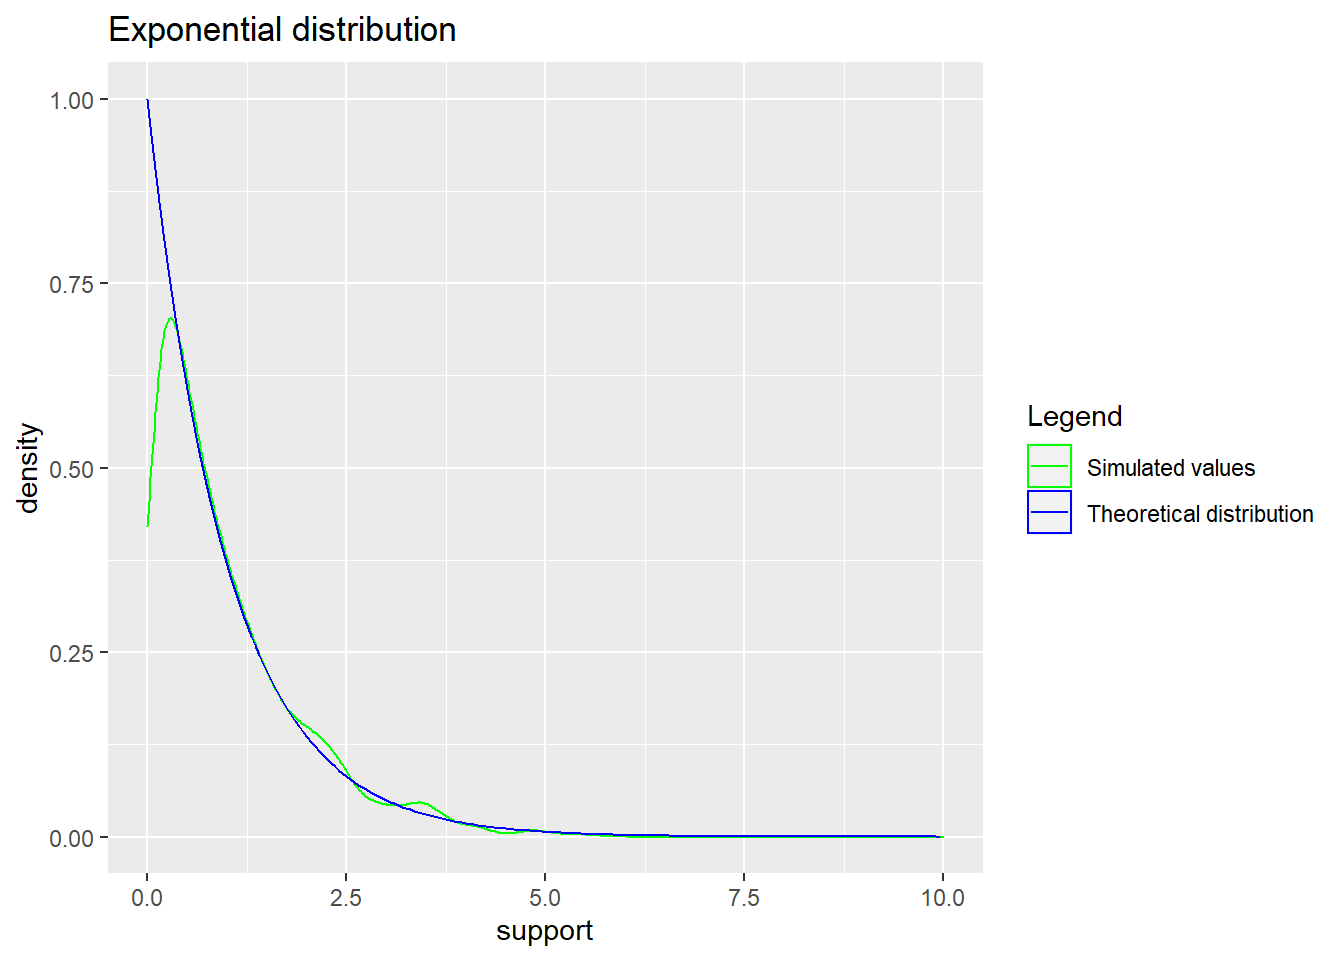 Exponential distribution
1.00
0.75
0.50
0.25
0.00
density
0.0 2.5 5.0 7.5 10.0
support
Legend
Simulated values
Theoretical distribution